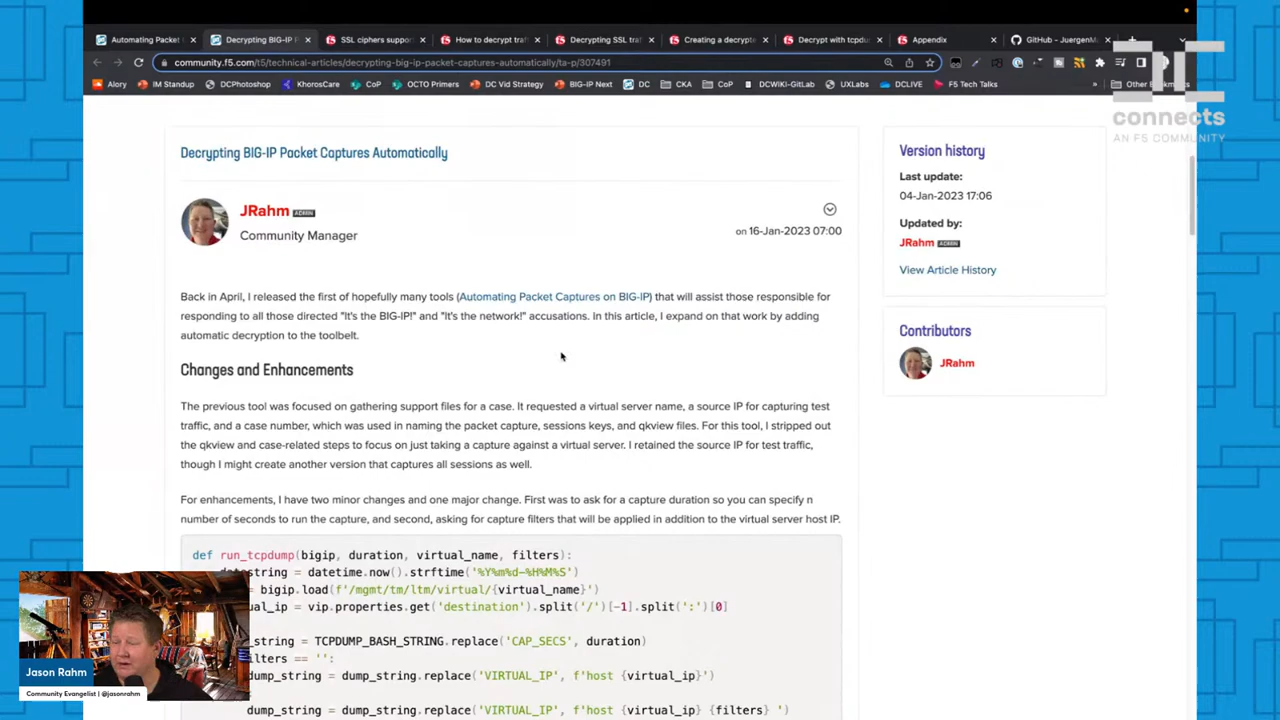 Automating Packet C
Decrypting BIG-IP P
SSL ciphers support
How to decrypt traf
Decrypting SSL tra
Creating a decrypte
Decrypt with tcpdu
Appendix
GitHub – JuergenM
community.f5.com/t5/technical-articles/decrypting-big-ip-packet-captures-automatically/ta-p/307491
Alory
IM Standup
DCPhotoshop
KhorosCare
CoP
OCTO Primers
DC Vid Strategy
BIG-IP Next
DC
CKA
CoP
DCWIKI-GitLab
UXLabs
DCLIVE
F5 Tech Talks
»
DC
connects
AN F5 COMMUNITY
Decrypting BIG-IP Packet Captures Automatically
JRahm ADMIN
Community Manager
on 16-Jan-2023 07:00
Back in April, I released the first of hopefully many tools (Automating Packet Captures on BIG-IP) that will assist those responsible for
responding to all those directed "It's the BIG-IP!" and "It's the network!" accusations. In this article, I expand on that work by adding
automatic decryption to the toolbelt.
Changes and Enhancements
The previous tool was focused on gathering support files for a case. It requested a virtual server name, a source IP for capturing test
traffic, and a case number, which was used in naming the packet capture, sessions keys, and qkview files. For this tool, I stripped out
the qkview and case-related steps to focus on just taking a capture against a virtual server. I retained the source IP for test traffic,
though I might create another version that captures all sessions as well.
For enhancements, I have two minor changes and one major change. First was to ask for a capture duration so you can specify n
number of seconds to run the capture, and second, asking for capture filters that will be applied in addition to the virtual server host IP.
def run_tcpdump(bigip, duration, virtual_name, filters):
datestring = datetime.now().strftime('%Y%m%d-%H%M%S')
= bigip.load(f'/mgmt/tm/ltm/virtual/{virtual_name}')
ual_ip = vip.properties.get('destination').split('/')[-1].split(':')[0]
_string = TCPDUMP_BASH_STRING.replace('CAP_SECS', duration)
ilters == '':
dump_string = dump_string.replace('VIRTUAL_IP', f'host {virtual_ip}')
dump_string = dump_string.replace('VIRTUAL_IP', f'host {virtual_ip} {filters} ')
Version history
Last update:
04-Jan-2023 17:06
Updated by:
JRahm ADMIN
View Article History
Contributors
JRahm
Jason Rahm
Community Evangelist | @jasonrahm